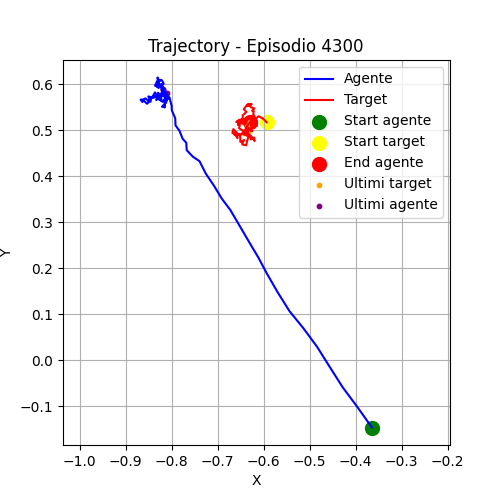 Trajectory - Episodio 4300
Agente
Target
Start agente
Start target
End agente
Ultimi target
Ultimi agente
Y
0.6
0.5
0.4
0.3
0.2
0.1
0.0
−0.1
−1.0 −0.9 −0.8 −0.7 −0.6 −0.5 −0.4 −0.3 −0.2
X